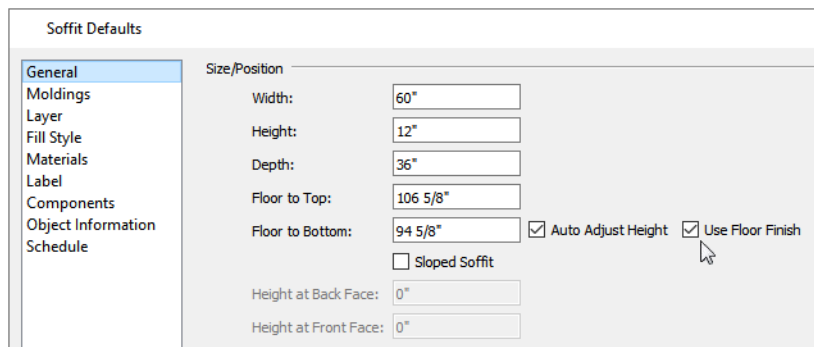 Soffit Defaults
General
Moldings
Layer
Fill Style
Materials
Label
Components
Object Information
Schedule
Size/Position
Width: 60"
Height: 12"
Depth: 36"
Floor to Top: 106 5/8"
Floor to Bottom: 94 5/8" Auto Adjust Height Use Floor Finish
Sloped Soffit
Height at Back Face: 0"
Height at Front Face: 0"